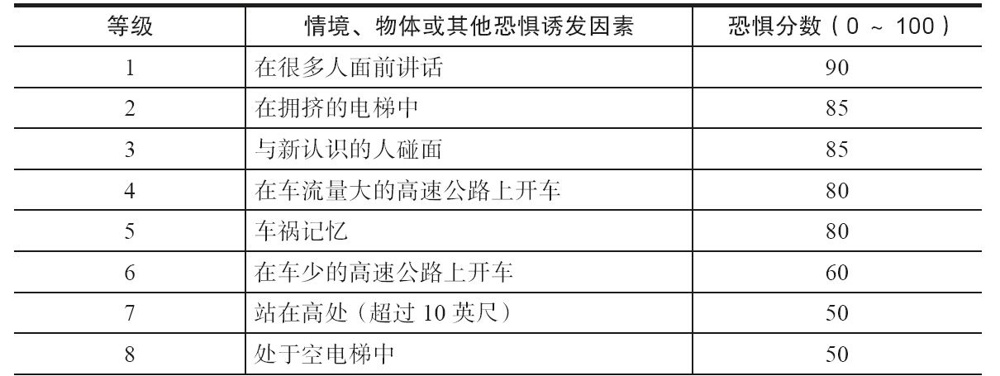 等级 情境、物体或其他恐惧诱发因素 恐惧分数（0 ～ 100）
1 在很多人面前讲话 90
2 在拥挤的电梯中 85
3 与新认识的人碰面 85
4 在车流量大的高速公路上开车 80
5 车祸记忆 80
6 在车少的高速公路上开车 60
7 站在高处（超过 10 英尺） 50
8 处于空电梯中 50